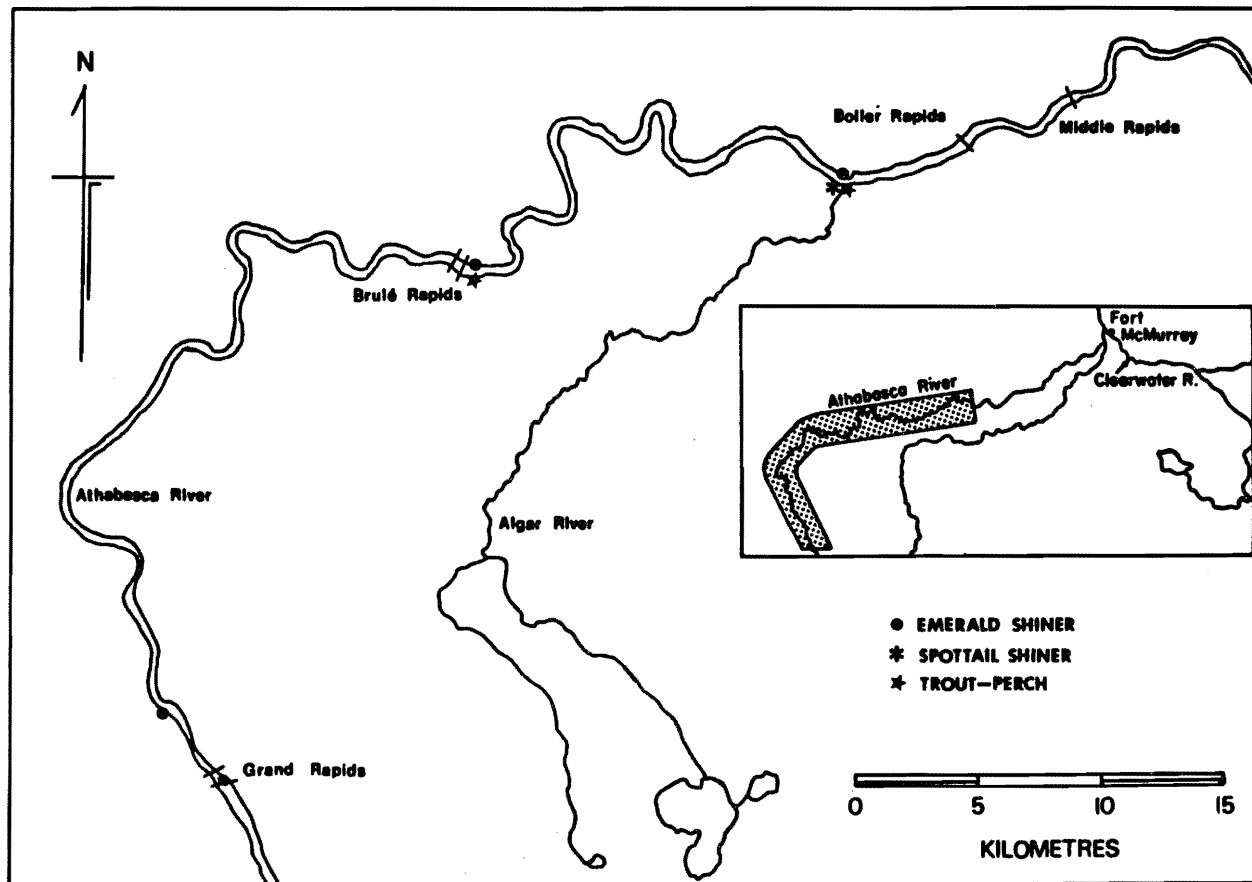 N
Boiler Rapids
Middle Rapids
Brulé Rapids
Fort
McMurray
Clearwater R.
Athabasca River
Athabasca River
Algar River
● EMERALD SHINER
* SPOTTAIL SHINER
★ TROUT-PERCH
Grand Rapids
0 5 10 15
KILOMETRES